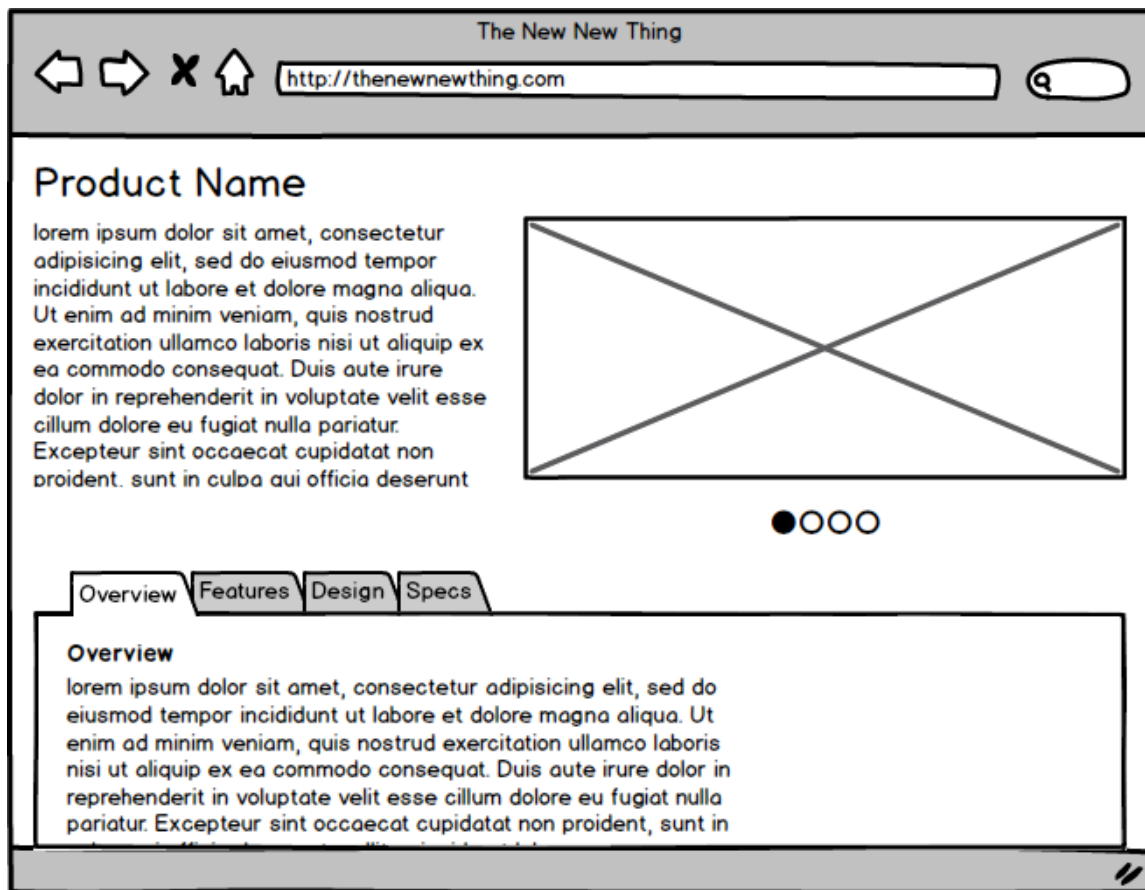 The New New Thing
http://thenewnewthing.com
Product Name
lorem ipsum dolor sit amet, consectetur
adipisicing elit, sed do eiusmod tempor
incididunt ut labore et dolore magna aliqua.
Ut enim ad minim veniam, quis nostrud
exercitation ullamco laboris nisi ut aliquip ex
ea commodo consequat. Duis aute irure
dolor in reprehenderit in voluptate velit esse
cillum dolore eu fugiat nulla pariatur.
Excepteur sint occaecat cupidatat non
proident, sunt in culpa qui officia deserunt
Overview Features Design Specs
Overview
lorem ipsum dolor sit amet, consectetur adipisicing elit, sed do
eiusmod tempor incididunt ut labore et dolore magna aliqua. Ut
enim ad minim veniam, quis nostrud exercitation ullamco laboris
nisi ut aliquip ex ea commodo consequat. Duis aute irure dolor in
reprehenderit in voluptate velit esse cillum dolore eu fugiat nulla
pariatur. Excepteur sint occaecat cupidatat non proident, sunt in